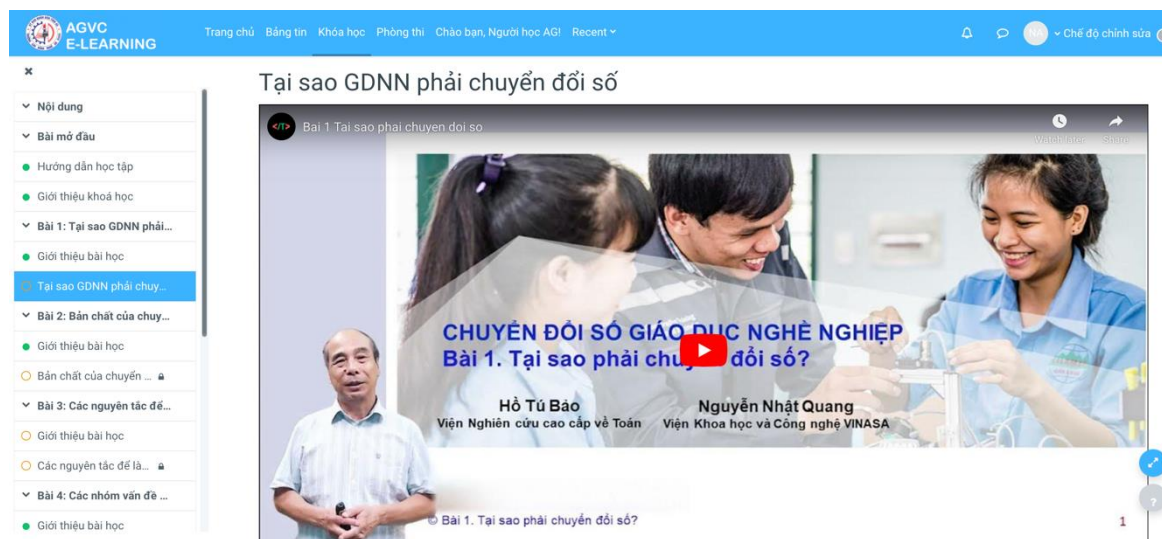 AGVC
E-LEARNING
Trang chủ Bảng tin Khóa học Phòng thi Chào bạn, Người học AG! Recent
NA
Chế độ chỉnh sửa
Nội dung
Bài mở đầu
Hướng dẫn học tập
Giới thiệu khoá học
Bài 1: Tại sao GDNN phải...
Giới thiệu bài học
Tại sao GDNN phải chuy...
Bài 2: Bản chất của chuy...
Giới thiệu bài học
Bản chất của chuyển ...
Bài 3: Các nguyên tắc để...
Giới thiệu bài học
Các nguyên tắc để là...
Bài 4: Các nhóm vấn đề ...
Giới thiệu bài học
Tại sao GDNN phải chuyển đổi số
</T>
Bai 1 Tai sao phai chuyen doi so
Watch later
Share
CHUYỂN ĐỔI SỐ GIÁO DỤC NGHỀ NGHIỆP
Bài 1. Tại sao phải đổi số?
Hồ Tú Bảo
Nguyễn Nhật Quang
Viện Nghiên cứu cao cấp về Toán
Viện Khoa học và Công nghệ VINASA
© Bài 1. Tại sao phải chuyển đổi số?
1
?